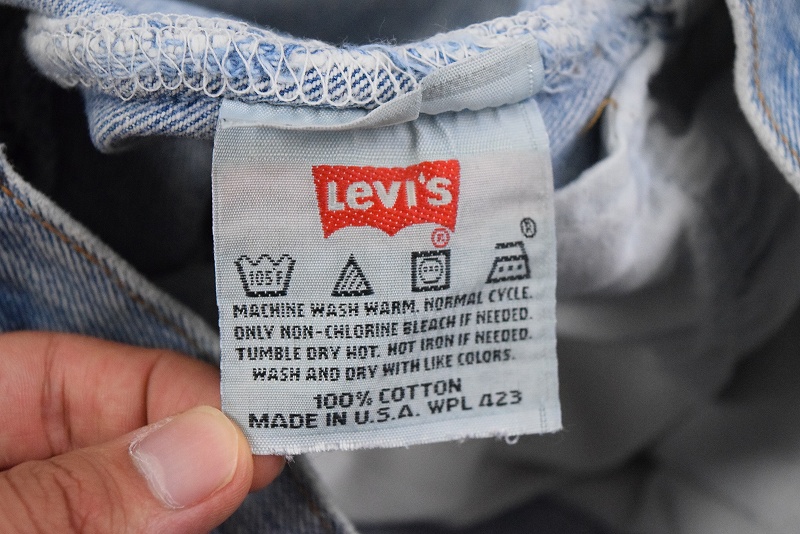 Levi's
®
®
105F
MACHINE WASH WARM. NORMAL CYCLE.
ONLY NON-CHLORINE BLEACH IF NEEDED.
TUMBLE DRY HOT. HOT IRON IF NEEDED.
WASH AND DRY WITH LIKE COLORS.
100% COTTON
MADE IN U.S.A. WPL 423